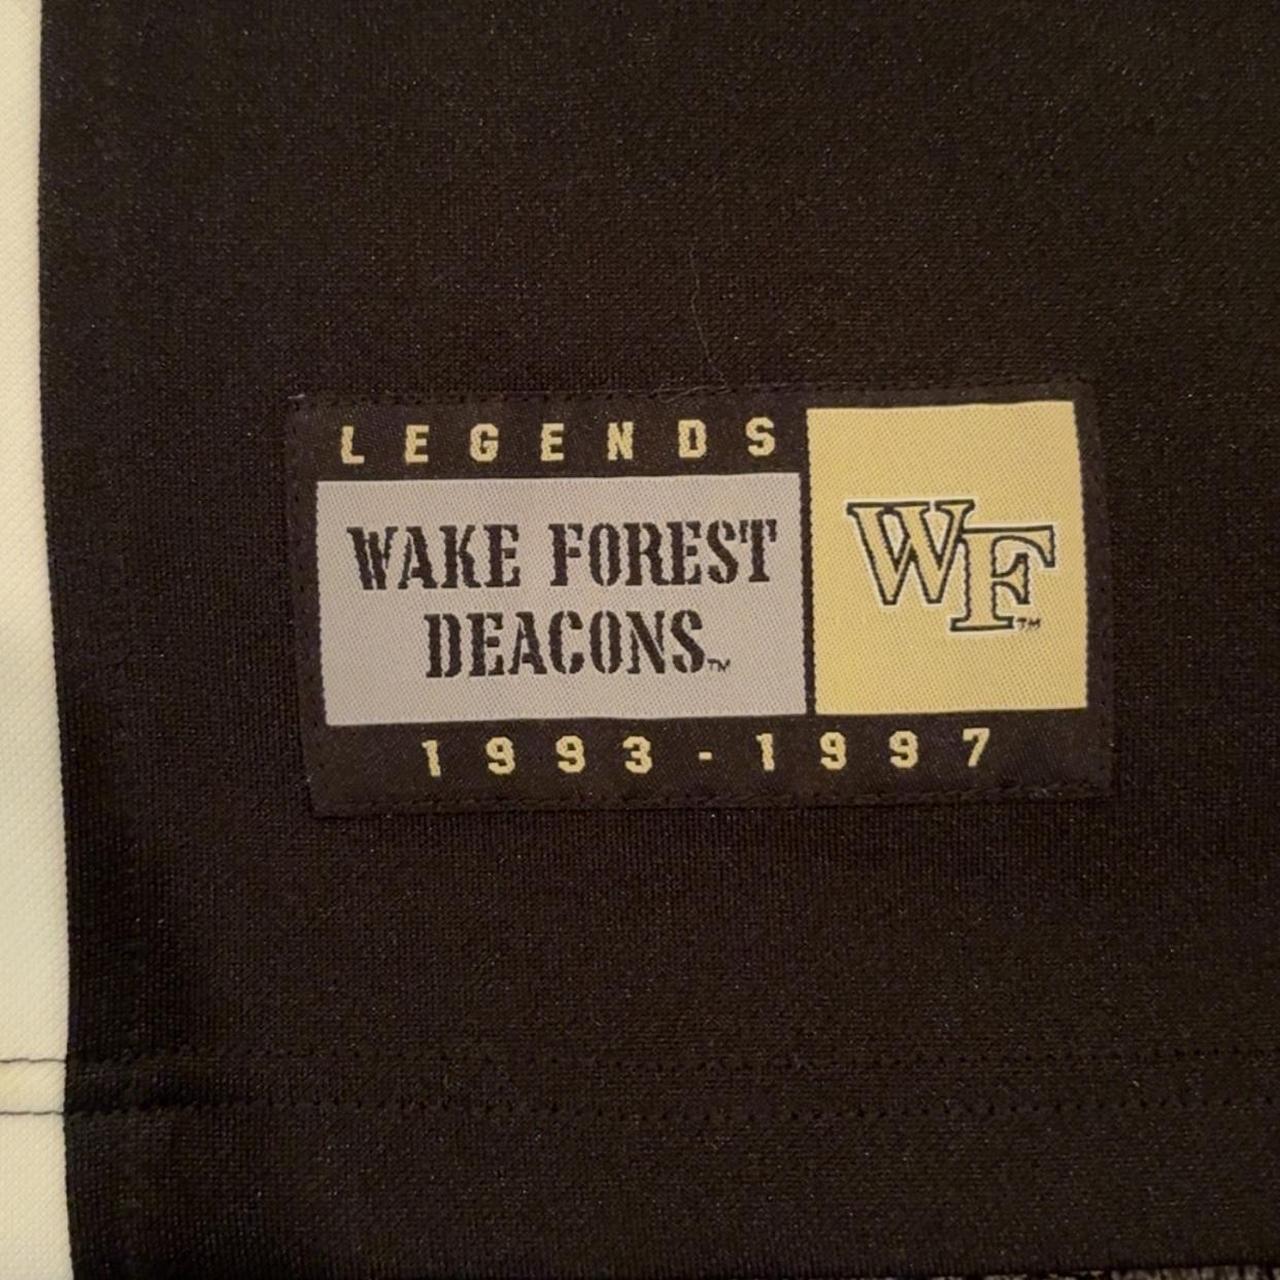 LEGENDS
WAKE FOREST
DEACONS™
WF™
1993-1997